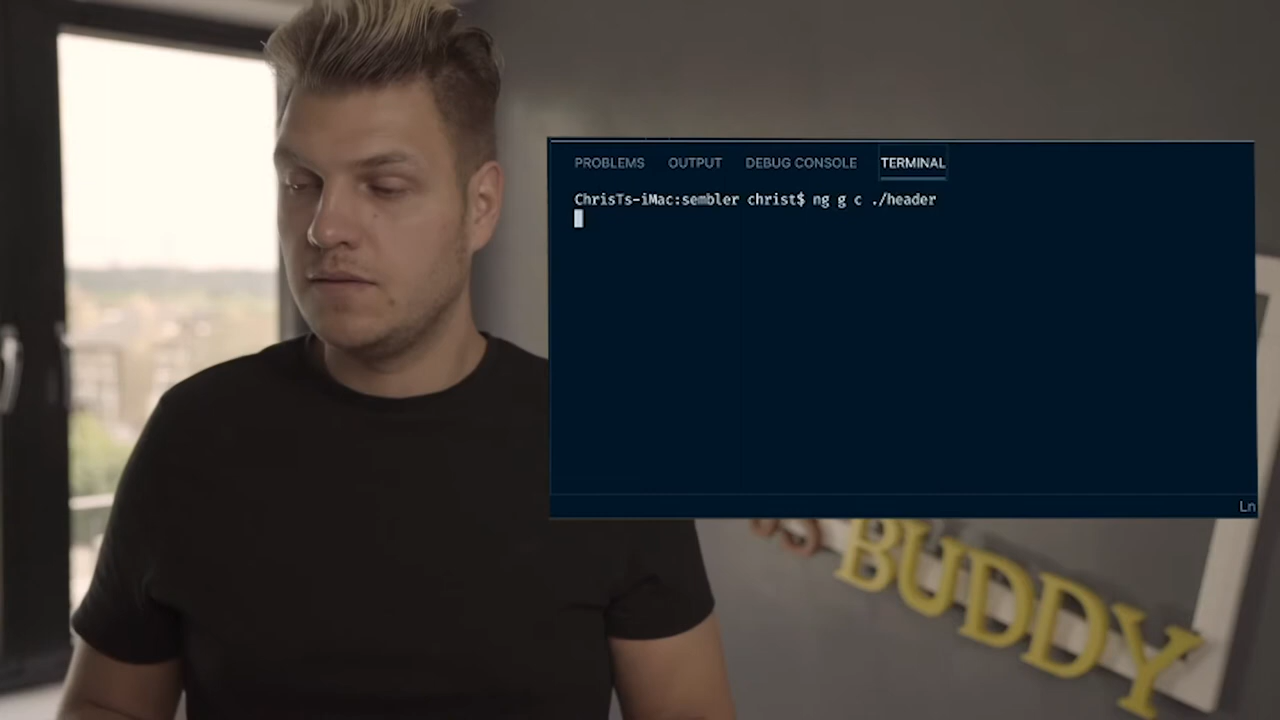 PROBLEMS OUTPUT DEBUG CONSOLE TERMINAL
ChrisTs-iMac:sembler christ$ ng g c ./header
Ln
BUDDY